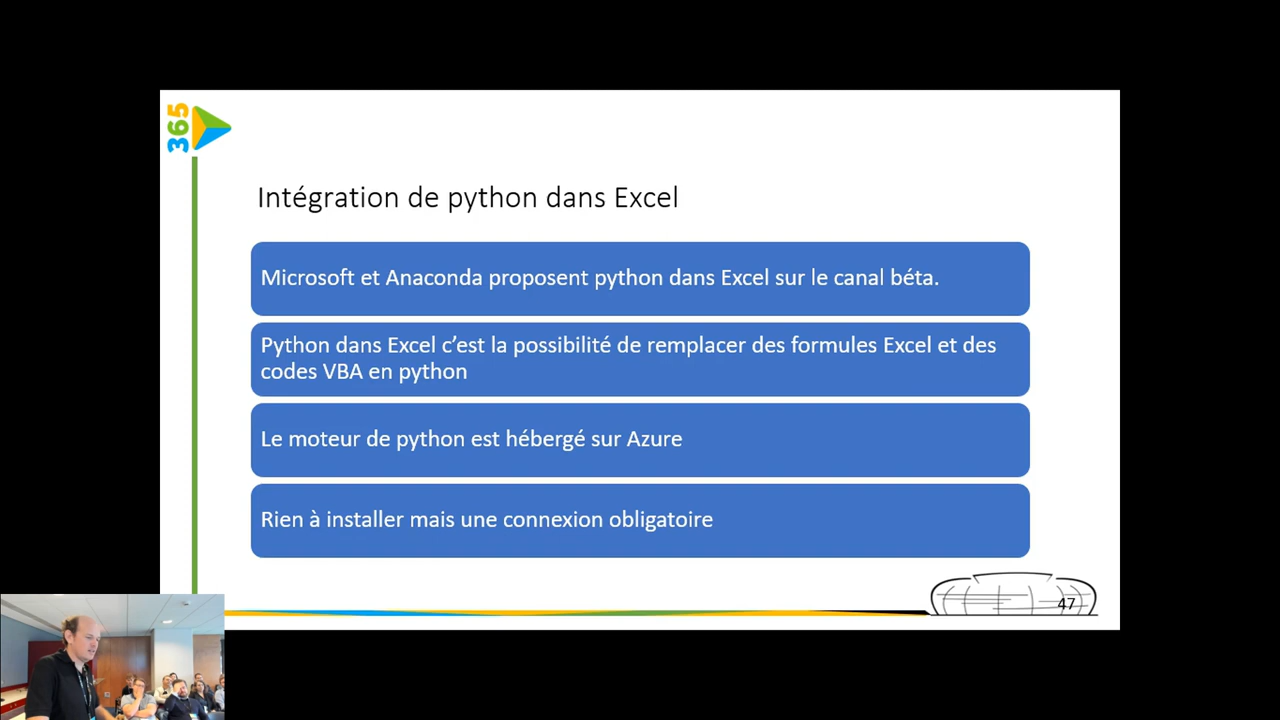 365
Intégration de python dans Excel
Microsoft et Anaconda proposent python dans Excel sur le canal béta.
Python dans Excel c’est la possibilité de remplacer des formules Excel et des
codes VBA en python
Le moteur de python est hébergé sur Azure
Rien à installer mais une connexion obligatoire
47